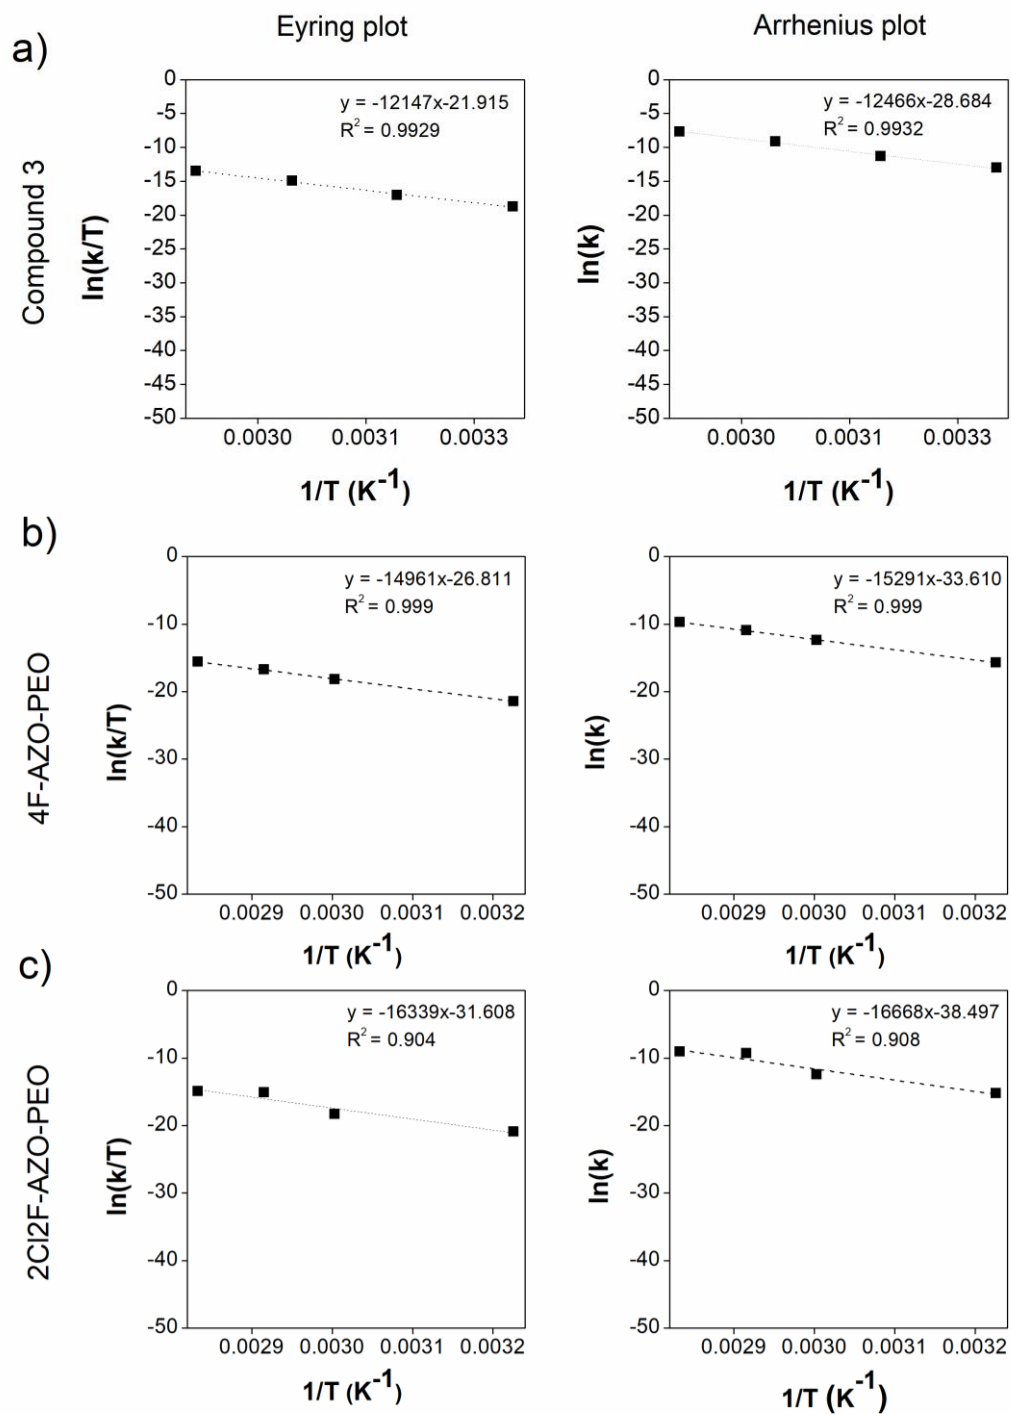 Eyring plot
Arrhenius plot
a)
Compound 3
0
-5
-10
-15
-20
-25
-30
-35
-40
-45
-50
ln(k/T)
y = -12147x-21.915
R² = 0.9929
0.0030 0.0031 0.0033
1/T (K⁻¹)
0
-5
-10
-15
-20
-25
-30
-35
-40
-45
-50
ln(k)
y = -12466x-28.684
R² = 0.9932
0.0030 0.0031 0.0033
1/T (K⁻¹)
b)
4F-AZO-PEO
0
-10
-20
-30
-40
-50
ln(k/T)
y = -14961x-26.811
R² = 0.999
0.0029 0.0030 0.0031 0.0032
1/T (K⁻¹)
0
-10
-20
-30
-40
-50
ln(k)
y = -15291x-33.610
R² = 0.999
0.0029 0.0030 0.0031 0.0032
1/T (K⁻¹)
c)
2Cl2F-AZO-PEO
0
-10
-20
-30
-40
-50
ln(k/T)
y = -16339x-31.608
R² = 0.904
0.0029 0.0030 0.0031 0.0032
1/T (K⁻¹)
0
-10
-20
-30
-40
-50
ln(k)
y = -16668x-38.497
R² = 0.908
0.0029 0.0030 0.0031 0.0032
1/T (K⁻¹)